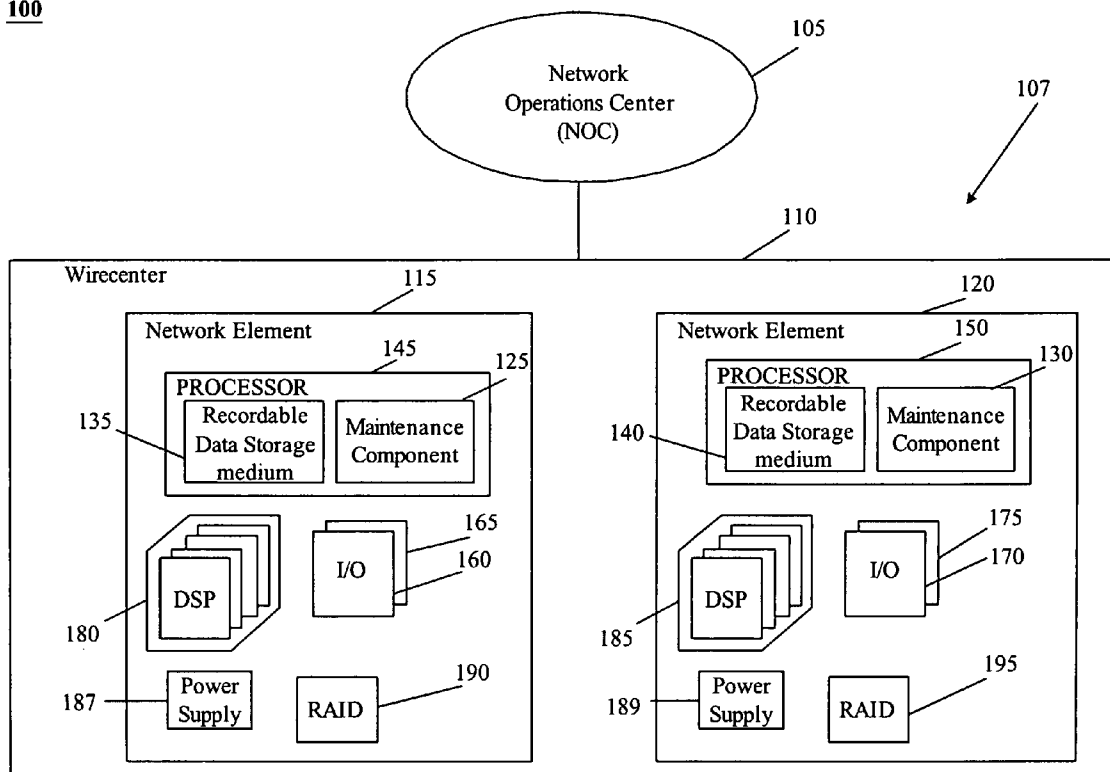 100
105
Network
Operations Center
(NOC)
107
110
Wirecenter
115
120
Network Element
Network Element
145
125
150
130
PROCESSOR
PROCESSOR
135
Recordable
Data Storage
medium
Maintenance
Component
140
Recordable
Data Storage
medium
Maintenance
Component
165
160
I/O
DSP
180
175
170
I/O
DSP
185
187
Power
Supply
190
RAID
189
Power
Supply
195
RAID